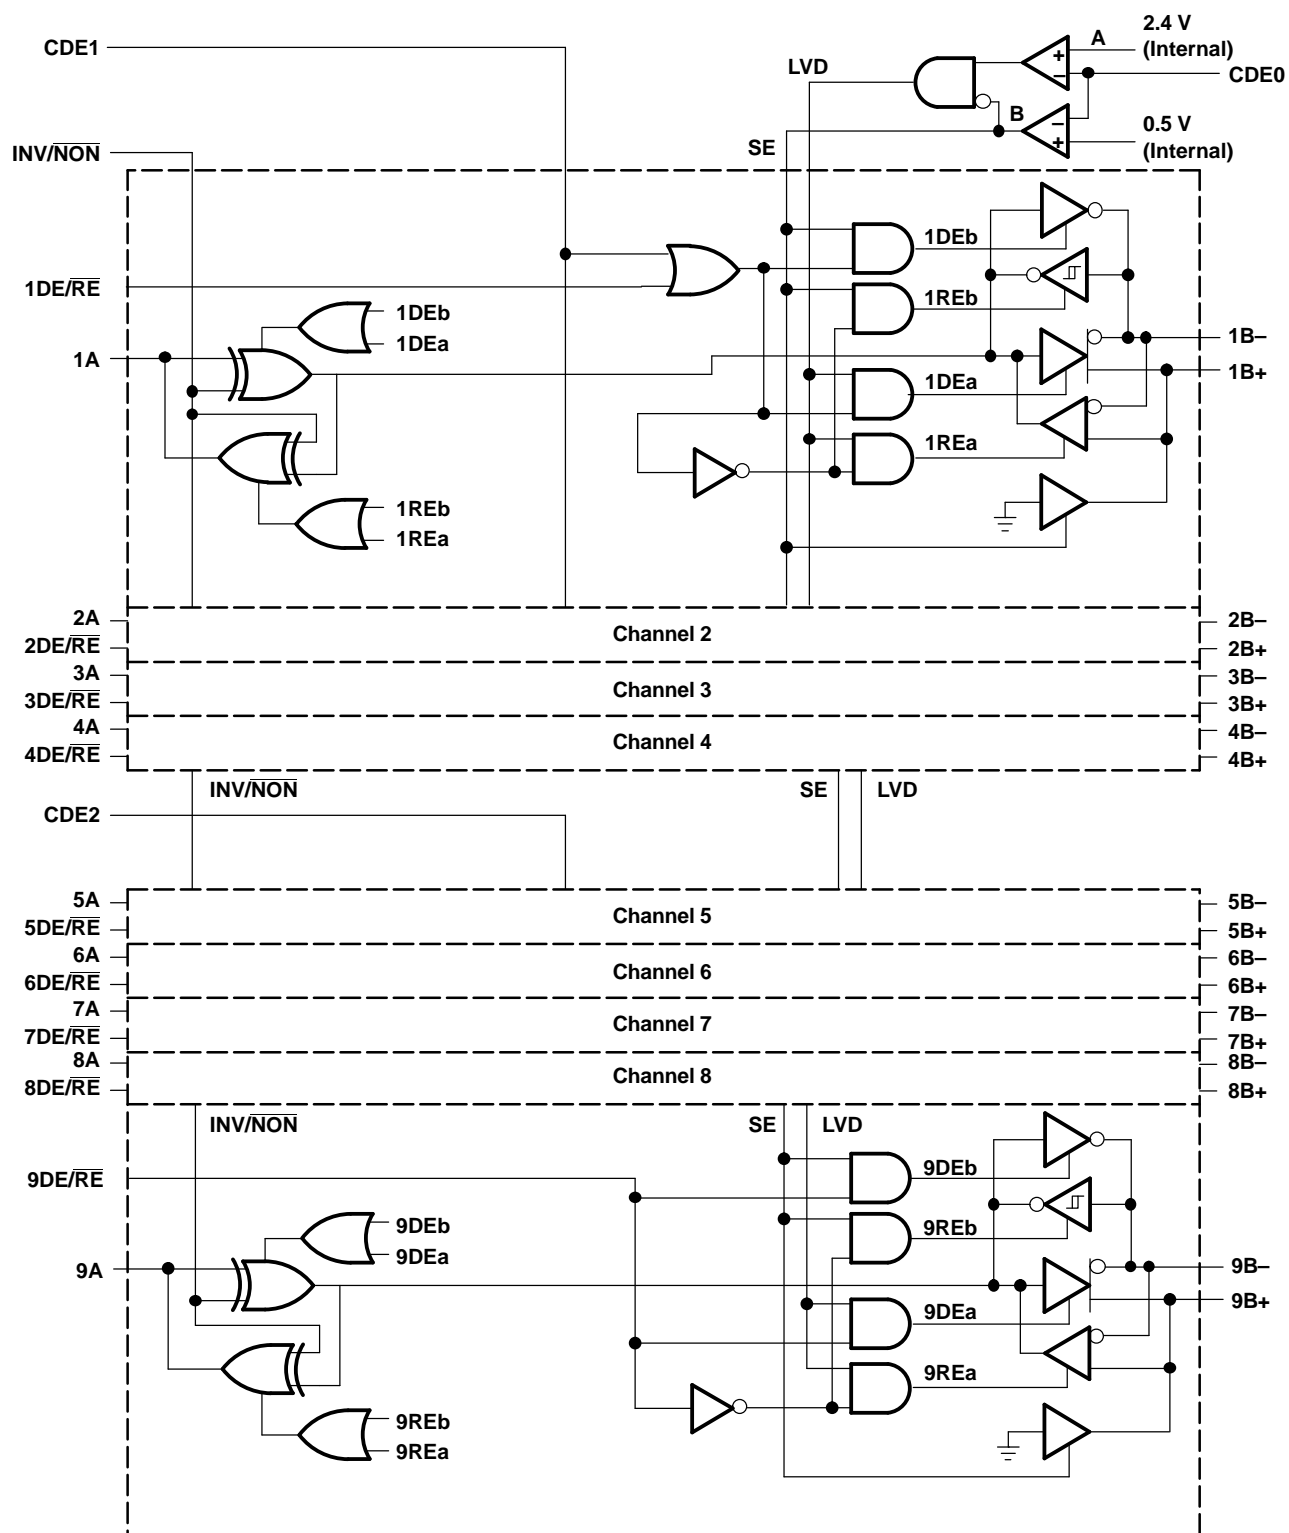 CDE1
2.4 V
(Internal)
A
CDE0
LVD
+
–
B
–
+
0.5 V
(Internal)
INV/NON
SE
1DEb
1DE/RE
1REb
1DEb
1DEa
1B–
1A
1B+
1DEa
1REa
1REb
1REa
2A
2DE/RE
Channel 2
2B–
2B+
3A
3DE/RE
Channel 3
3B–
3B+
4A
4DE/RE
Channel 4
4B–
4B+
INV/NON
SE
LVD
CDE2
5A
5DE/RE
Channel 5
5B–
5B+
6A
6DE/RE
Channel 6
6B–
6B+
7A
7DE/RE
Channel 7
7B–
7B+
8A
8DE/RE
Channel 8
8B–
8B+
INV/NON
SE
LVD
9DE/RE
9DEb
9REb
9DEb
9DEa
9A
9B–
9B+
9DEa
9REa
9REb
9REa